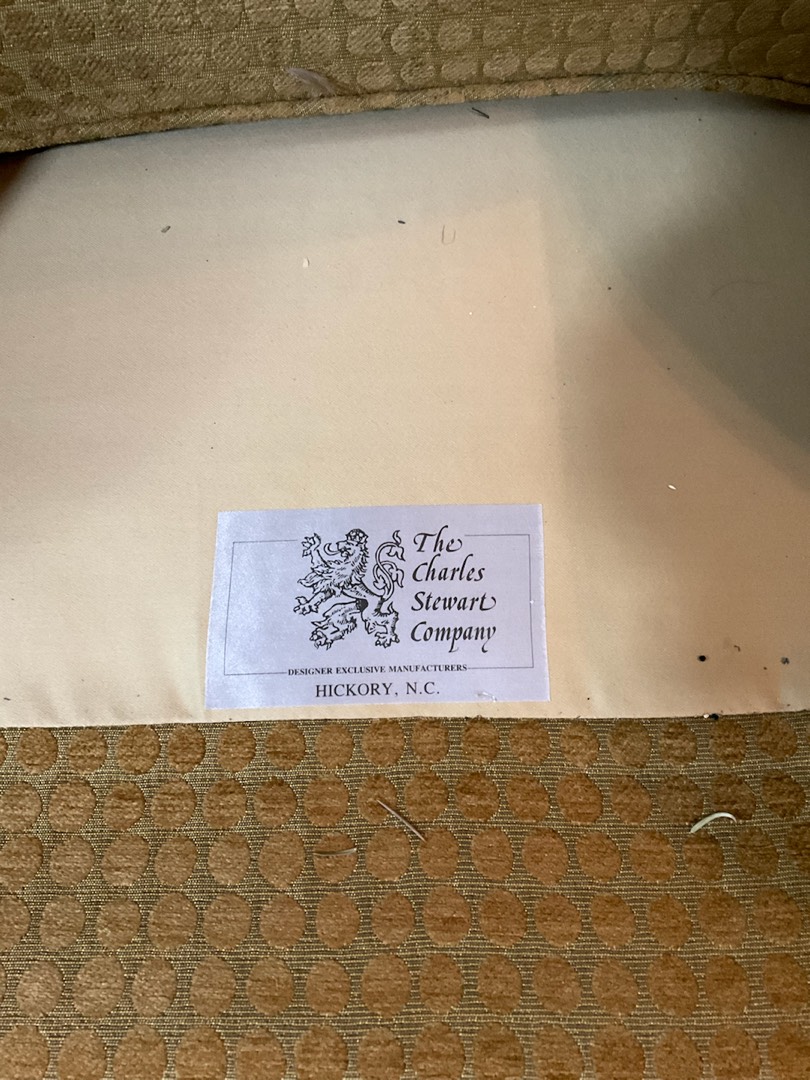 The
Charles
Stewart
Company
DESIGNER EXCLUSIVE MANUFACTURERS
HICKORY, N.C.